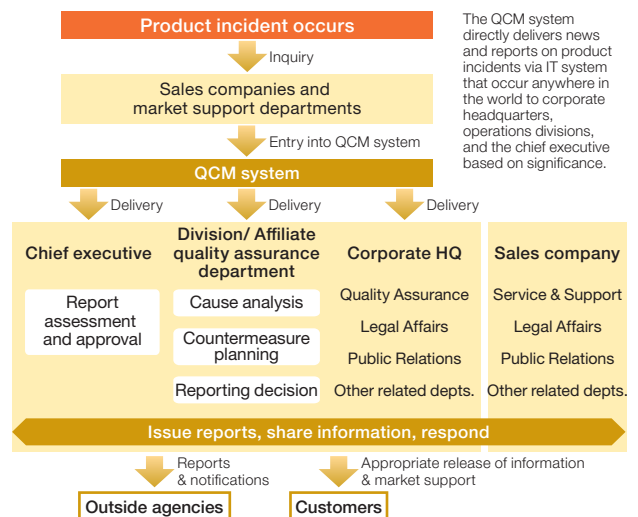 Product incident occurs
Inquiry
Sales companies and
market support departments
Entry into QCM system
QCM system
The QCM system
directly delivers news
and reports on product
incidents via IT system
that occur anywhere in
the world to corporate
headquarters,
operations divisions,
and the chief executive
based on significance.
Delivery
Delivery
Delivery
Chief executive
Report
assessment
and approval
Division/ Affiliate
quality assurance
department
Cause analysis
Countermeasure
planning
Reporting decision
Corporate HQ
Quality Assurance
Legal Affairs
Public Relations
Other related depts.
Sales company
Service & Support
Legal Affairs
Public Relations
Other related depts.
Issue reports, share information, respond
Reports
& notifications
Appropriate release of information
& market support
Outside agencies
Customers